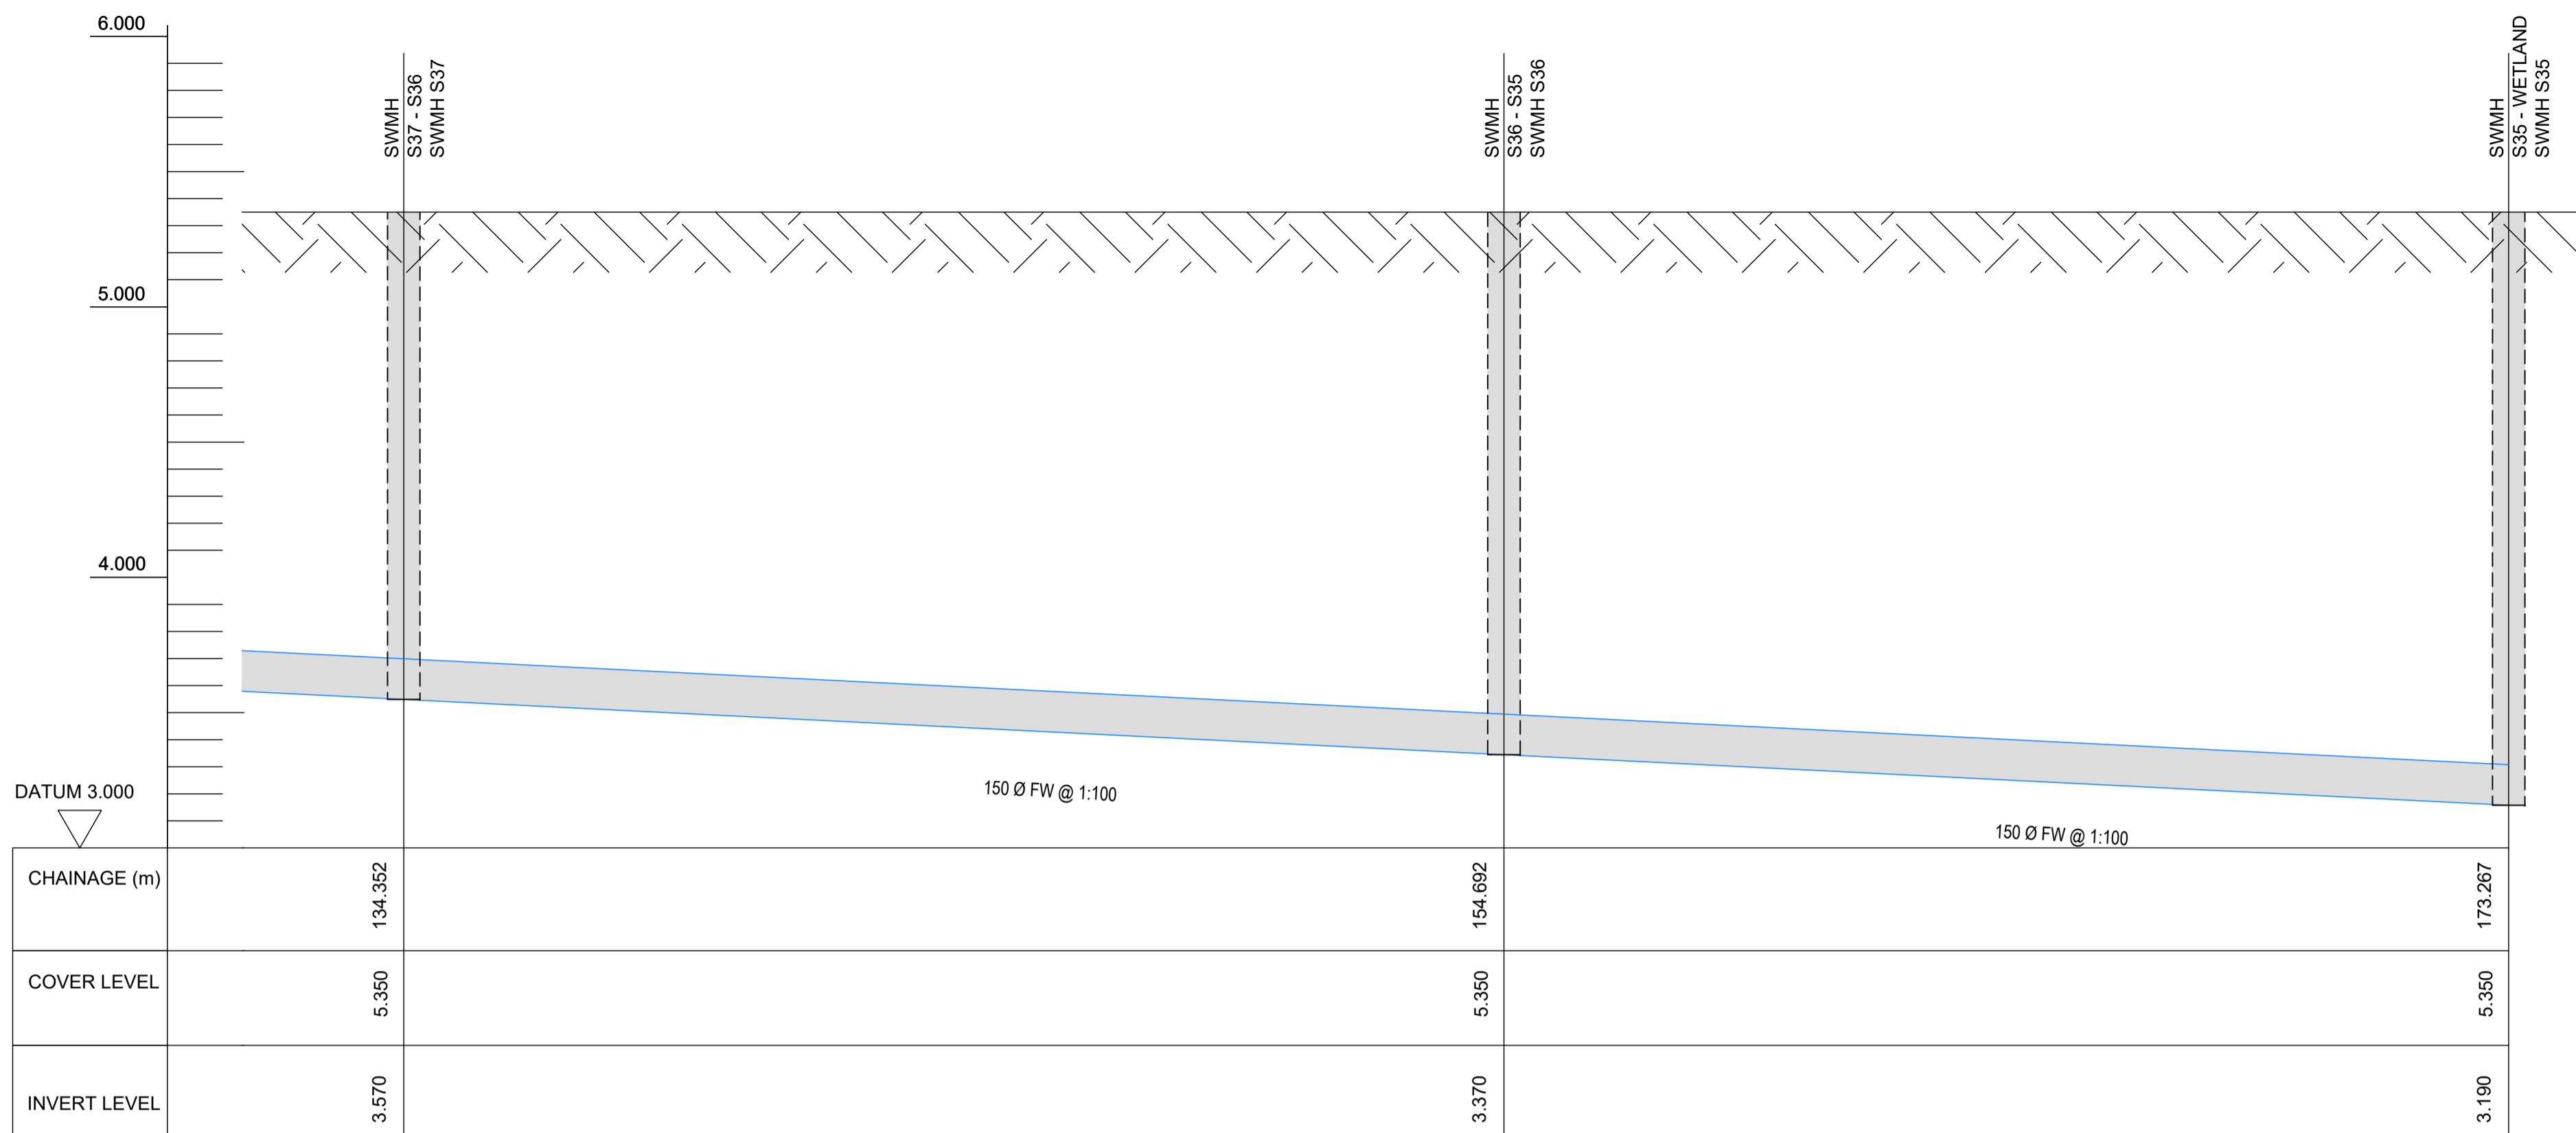 6.000
5.000
4.000
DATUM 3.000
SWMH
S37 - S36
SWMH S37
SWMH
S36 - S35
SWMH S36
SWMH
S35 - WETLAND
SWMH S35
150 Ø FW @ 1:100
150 Ø FW @ 1:100
CHAINAGE (m) 134.352 154.692 173.267
COVER LEVEL 5.350 5.350 5.350
INVERT LEVEL 3.570 3.370 3.190